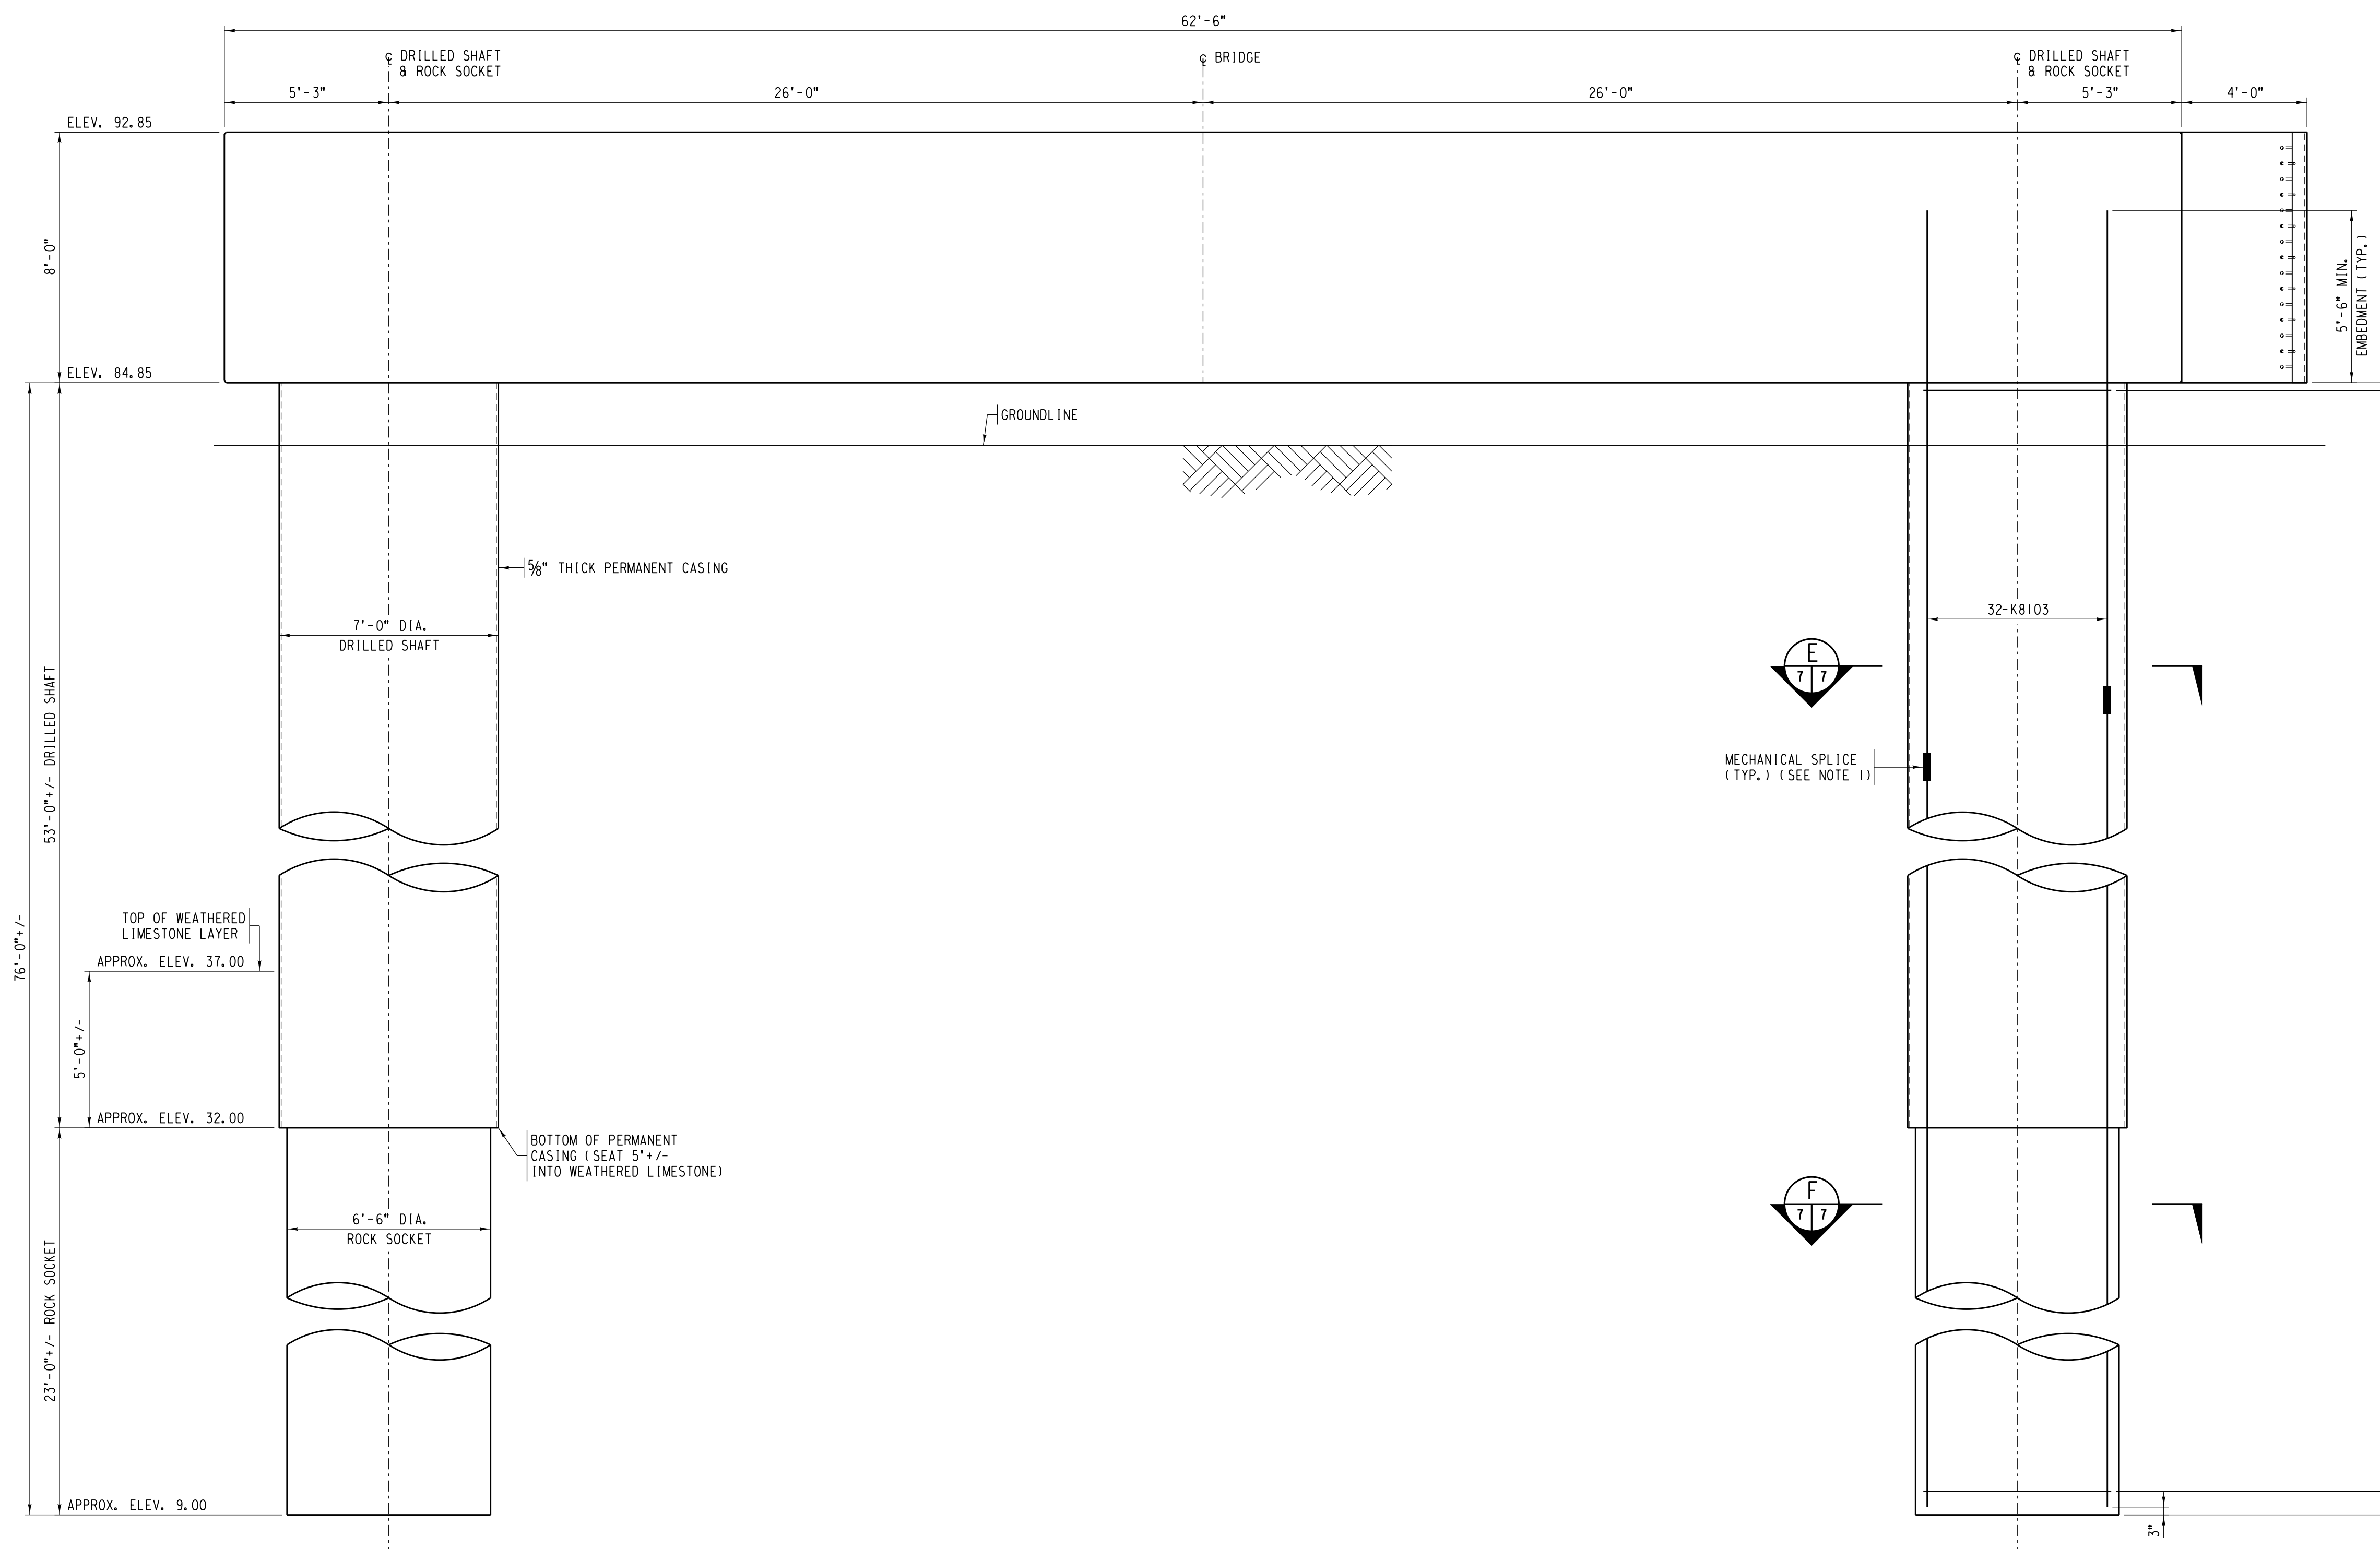 62'-6"
℄ DRILLED SHAFT
& ROCK SOCKET
℄ BRIDGE
℄ DRILLED SHAFT
& ROCK SOCKET
5'-3"
26'-0"
26'-0"
5'-3"
4'-0"
ELEV. 92.85
8'-0"
5'-6" MIN.
EMBEDMENT (TYP.)
ELEV. 84.85
GROUNDLINE
5/8" THICK PERMANENT CASING
7'-0" DIA.
DRILLED SHAFT
32-K8103
E
7 7
53'-0"+/- DRILLED SHAFT
MECHANICAL SPLICE
(TYP.) (SEE NOTE 1)
76'-0"+/-
TOP OF WEATHERED
LIMESTONE LAYER
APPROX. ELEV. 37.00
5'-0"+/-
APPROX. ELEV. 32.00
BOTTOM OF PERMANENT
CASING (SEAT 5'+/-
INTO WEATHERED LIMESTONE)
F
7 7
6'-6" DIA.
ROCK SOCKET
23'-0"+/- ROCK SOCKET
APPROX. ELEV. 9.00
3"